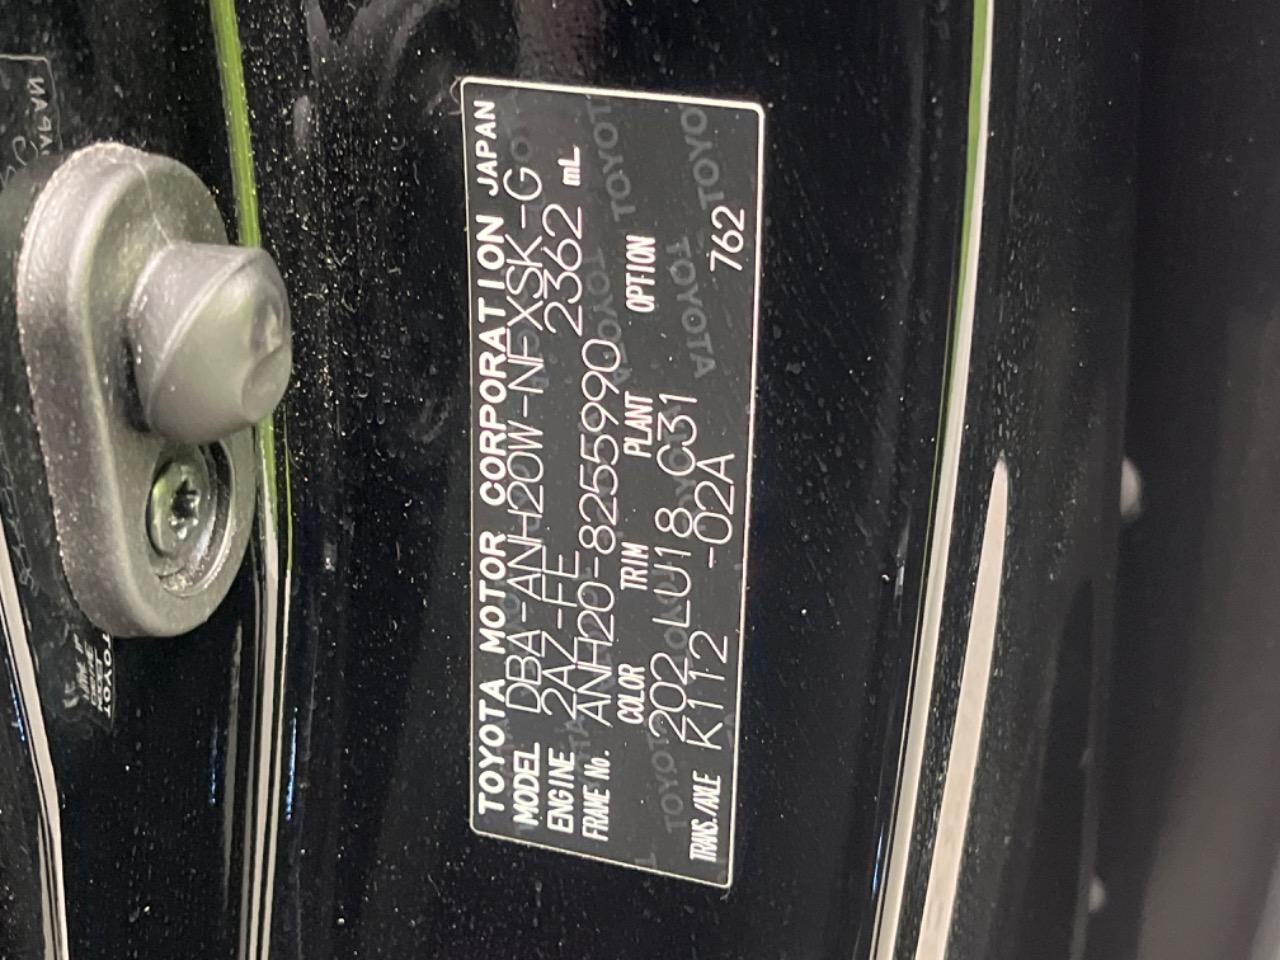 TOYOTA MOTOR CORPORATION JAPAN
MODEL DBA-ANH20W-NFXSK-G
ENGINE 2AZ-FE 2362 mL
FRAME No. ANH20-8255990
COLOR TRIM PLANT OPTION
202 LU18 C31
TRANS./AXLE K112 -02A 762